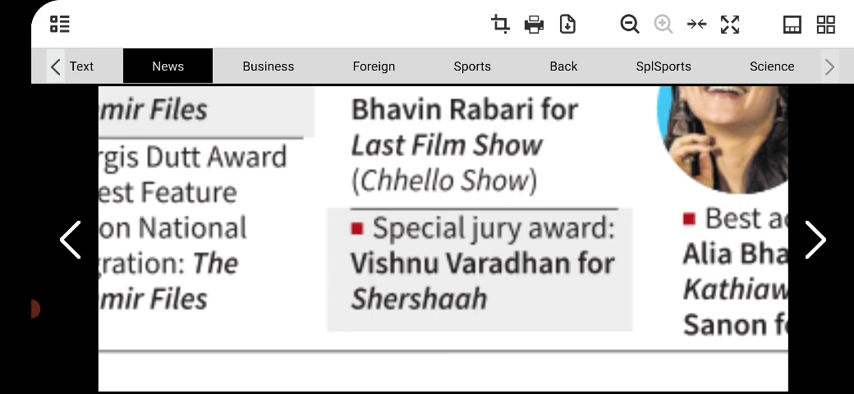 Text News Business Foreign Sports Back SplSports Science
mir Files
rgis Dutt Award
est Feature
on National
gration: The
mir Files
Bhavin Rabari for
Last Film Show
(Chhello Show)
Special jury award:
Vishnu Varadhan for
Shershaah
Best a
Alia Bha
Kathiaw
Sanon f